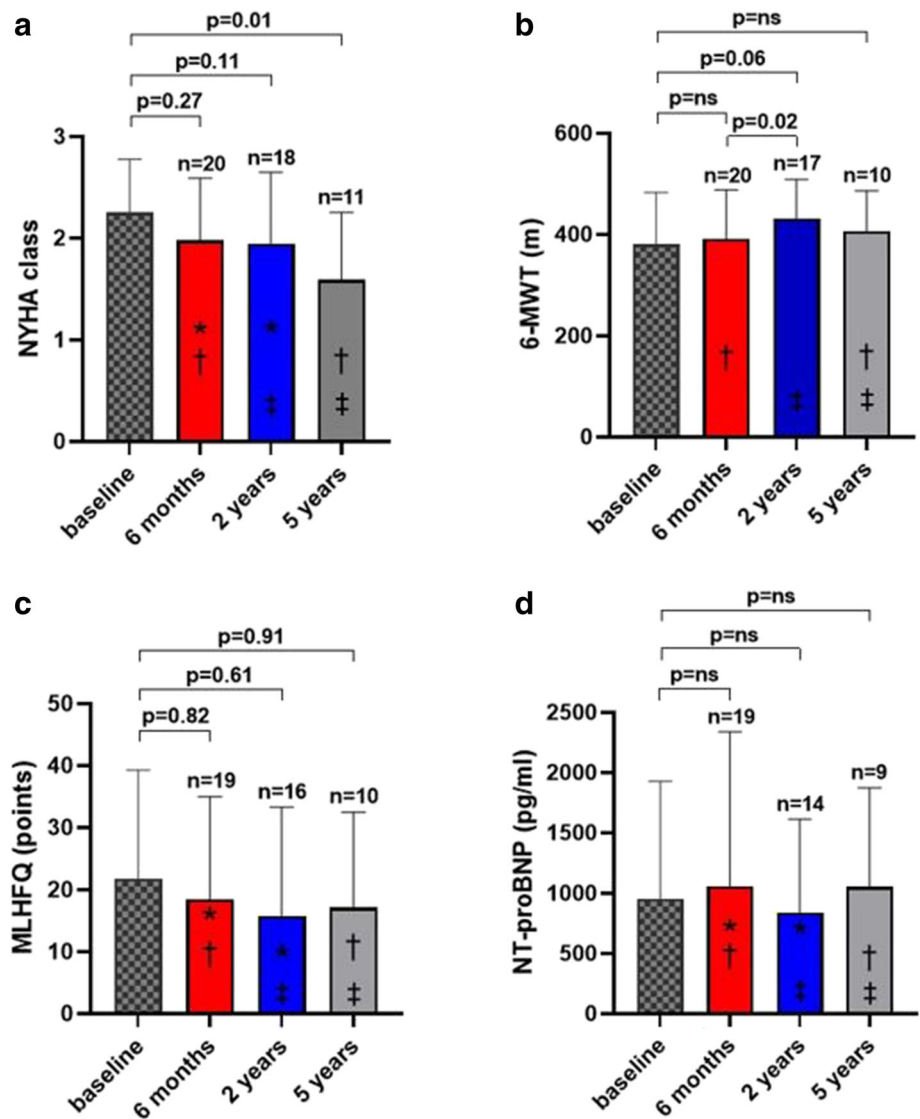 a
p=0.01
p=0.11
p=0.27
3
2
1
0
NYHA class
n=20
n=18
n=11
*
†
*
‡
†
‡
baseline
6 months
2 years
5 years
b
p=ns
p=0.06
p=ns
p=0.02
600
400
200
0
6-MWT (m)
n=20
n=17
n=10
†
‡
†
‡
baseline
6 months
2 years
5 years
c
p=0.91
p=0.61
p=0.82
50
40
30
20
10
0
MLHFQ (points)
n=19
n=16
n=10
*
†
*
‡
†
‡
baseline
6 months
2 years
5 years
d
p=ns
p=ns
p=ns
2500
2000
1500
1000
500
0
NT-proBNP (pg/ml)
n=19
n=14
n=9
*
†
*
‡
†
‡
baseline
6 months
2 years
5 years